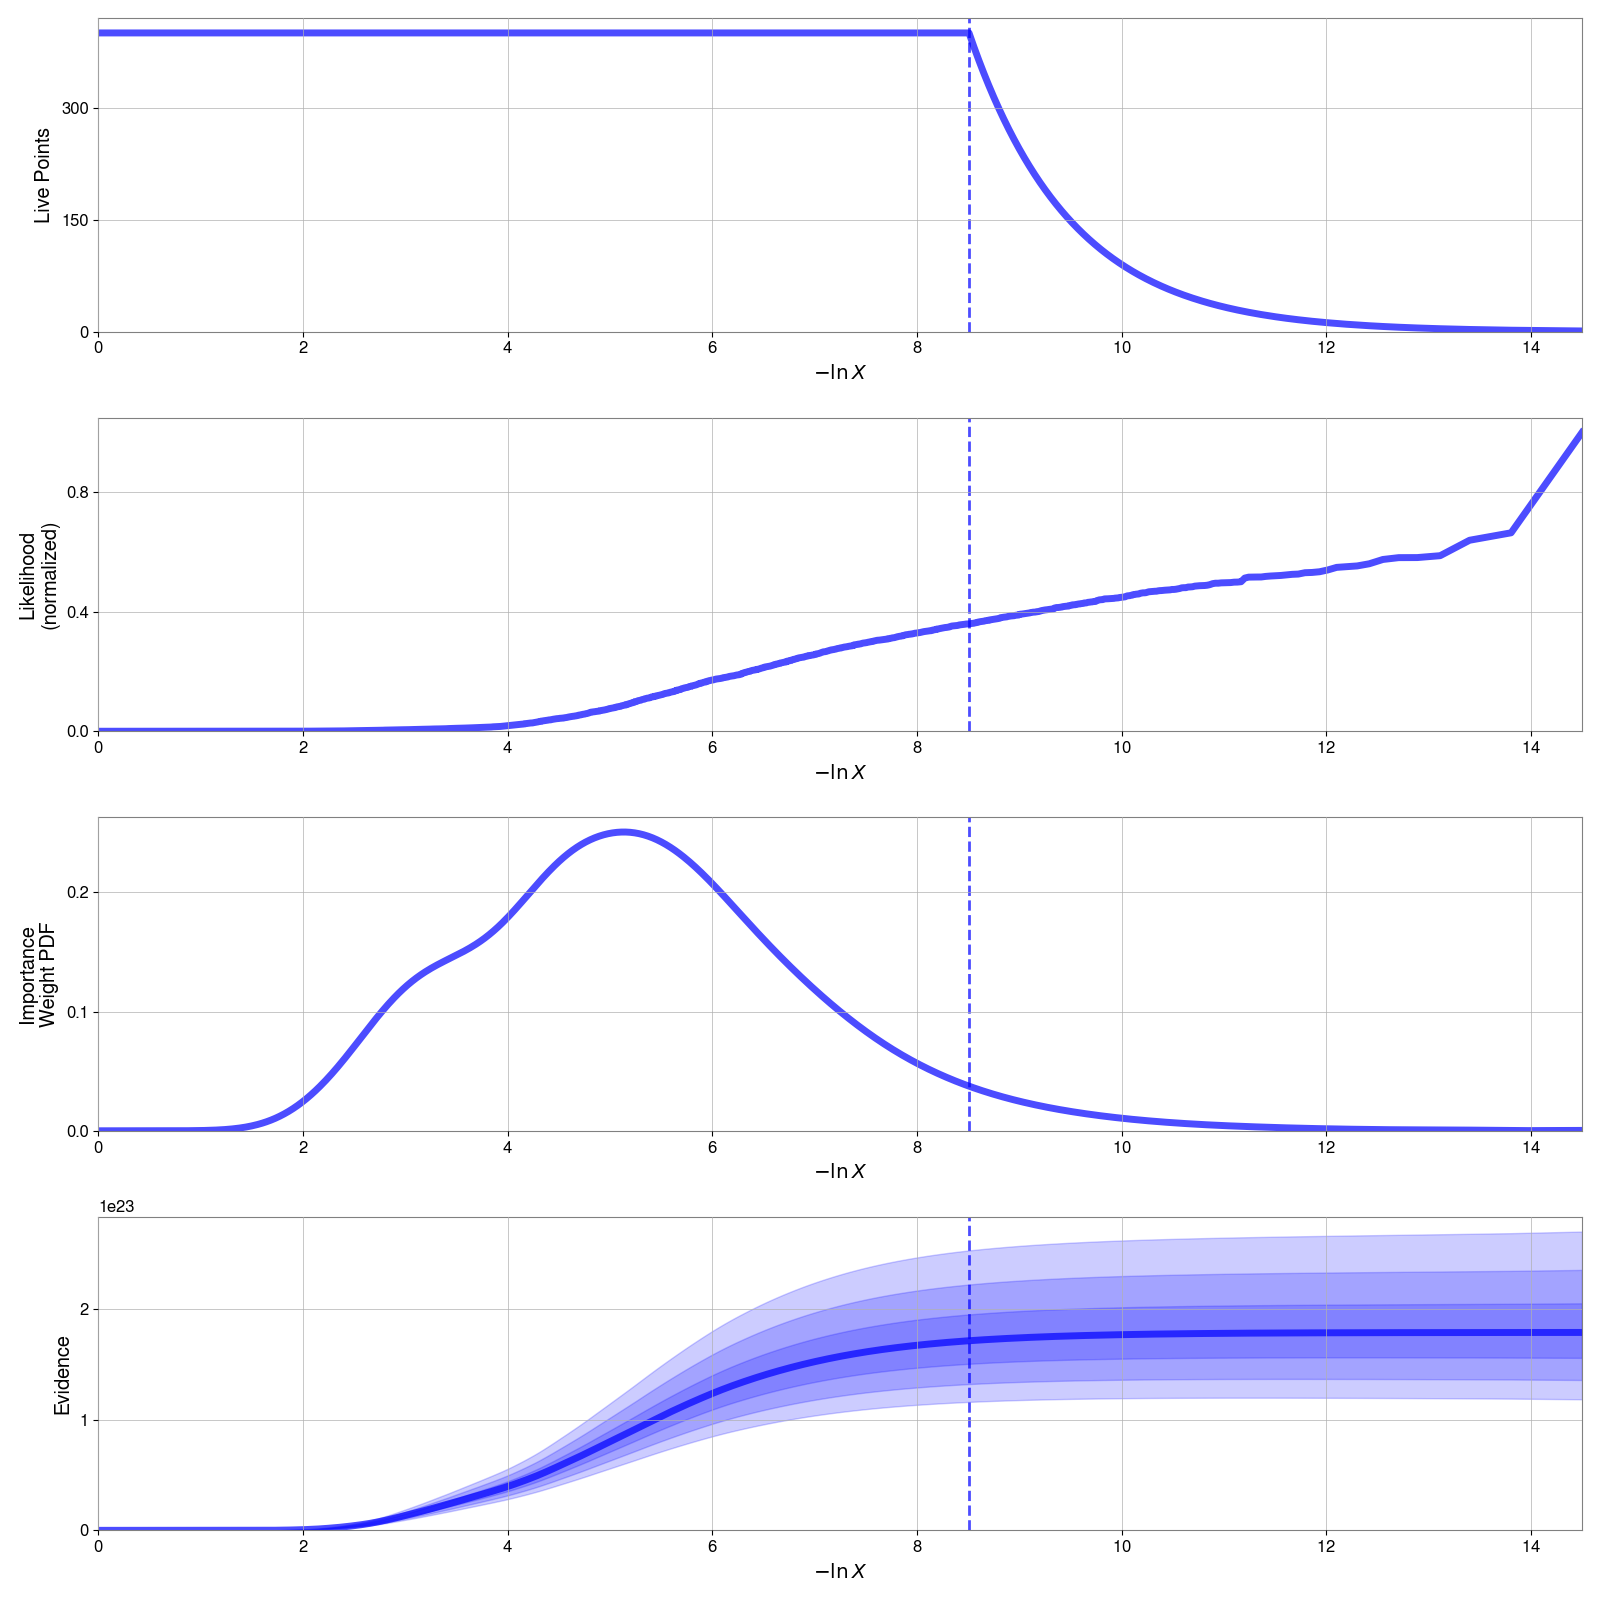 300
150
0
Live Points
0 2 4 6 8 10 12 14
−ln X
0.8
0.4
0.0
Likelihood
(normalized)
0 2 4 6 8 10 12 14
−ln X
0.2
0.1
0.0
Importance
Weight PDF
0 2 4 6 8 10 12 14
−ln X
1e23
2
1
0
Evidence
0 2 4 6 8 10 12 14
−ln X